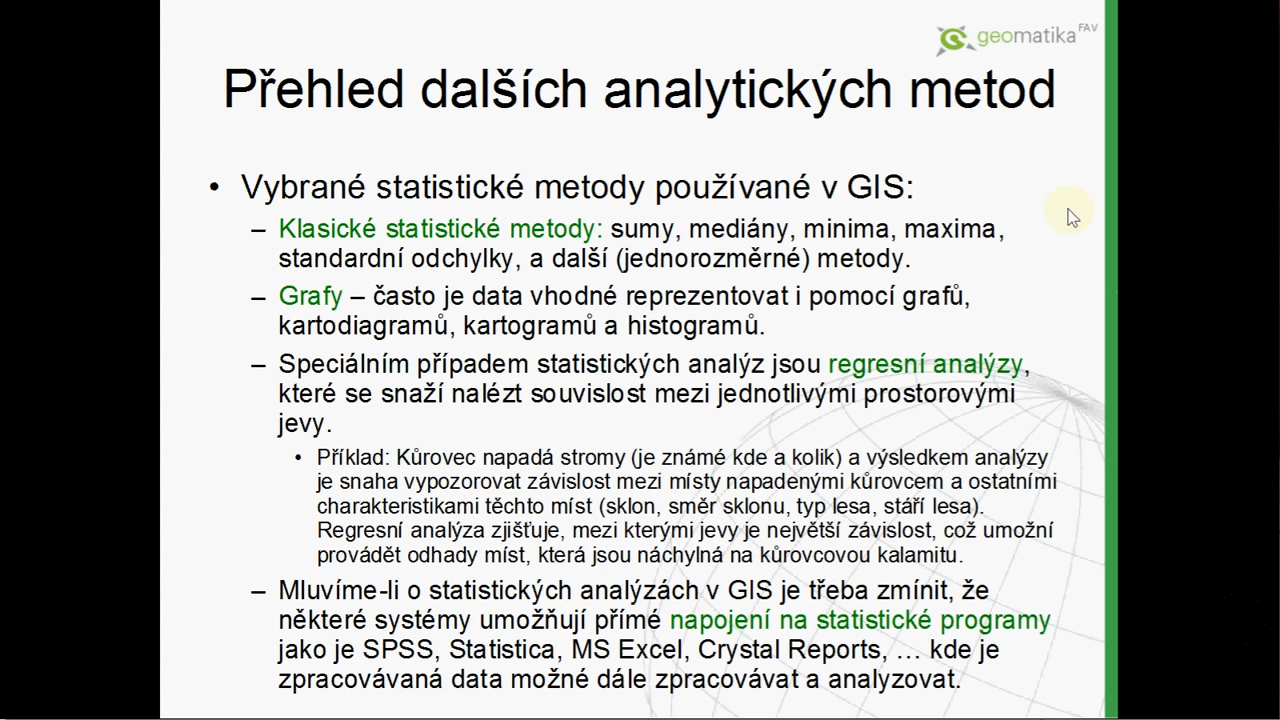 geomatika FAV
Přehled dalších analytických metod
• Vybrané statistické metody používané v GIS:
– Klasické statistické metody: sumy, mediány, minima, maxima,
standardní odchylky, a další (jednorozměrné) metody.
– Grafy – často je data vhodné reprezentovat i pomocí grafů,
kartodiagramů, kartogramů a histogramů.
– Speciálním případem statistických analýz jsou regresní analýzy,
které se snaží nalézt souvislost mezi jednotlivými prostorovými
jevy.
• Příklad: Kůrovec napadá stromy (je známé kde a kolik) a výsledkem analýzy
je snaha vypozorovat závislost mezi místy napadenými kůrovcem a ostatními
charakteristikami těchto míst (sklon, směr sklonu, typ lesa, stáří lesa).
Regresní analýza zjišťuje, mezi kterými jevy je největší závislost, což umožní
provádět odhady míst, která jsou náchylná na kůrovcovou kalamitu.
– Mluvíme-li o statistických analýzách v GIS je třeba zmínit, že
některé systémy umožňují přímé napojení na statistické programy
jako je SPSS, Statistica, MS Excel, Crystal Reports, … kde je
zpracovávaná data možné dále zpracovávat a analyzovat.